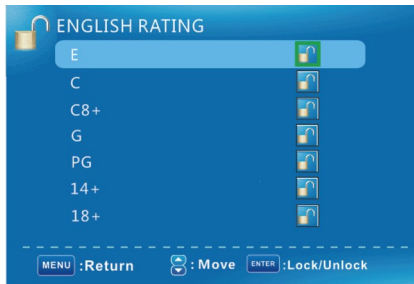 ENGLISH RATING
E
C
C8+
G
PG
14+
18+
MENU :Return : Move ENTER :Lock/Unlock